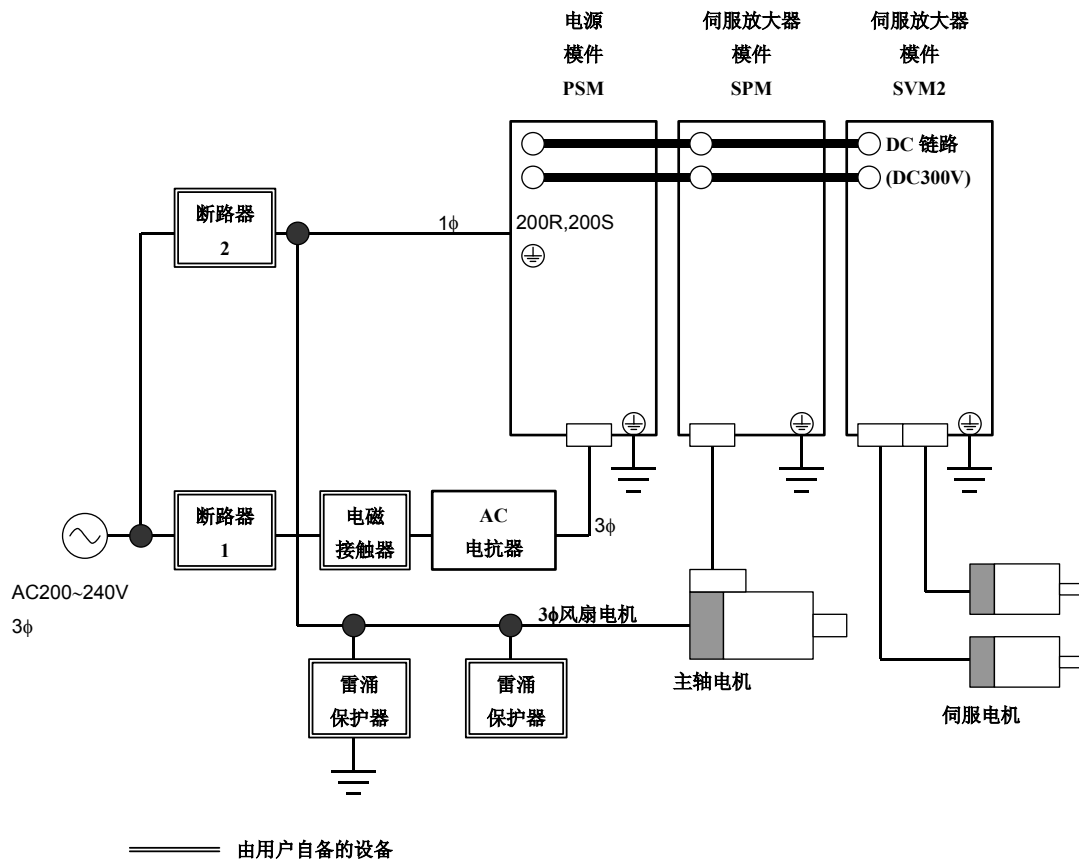 电源
模件
PSM
伺服放大器
模件
SPM
伺服放大器
模件
SVM2
DC 链路
(DC300V)
断路器
2
1ϕ
200R,200S
断路器
1
电磁
接触器
AC
电抗器
3ϕ
AC200~240V
3ϕ
3ϕ风扇电机
雷涌
保护器
雷涌
保护器
主轴电机
伺服电机
由用户自备的设备